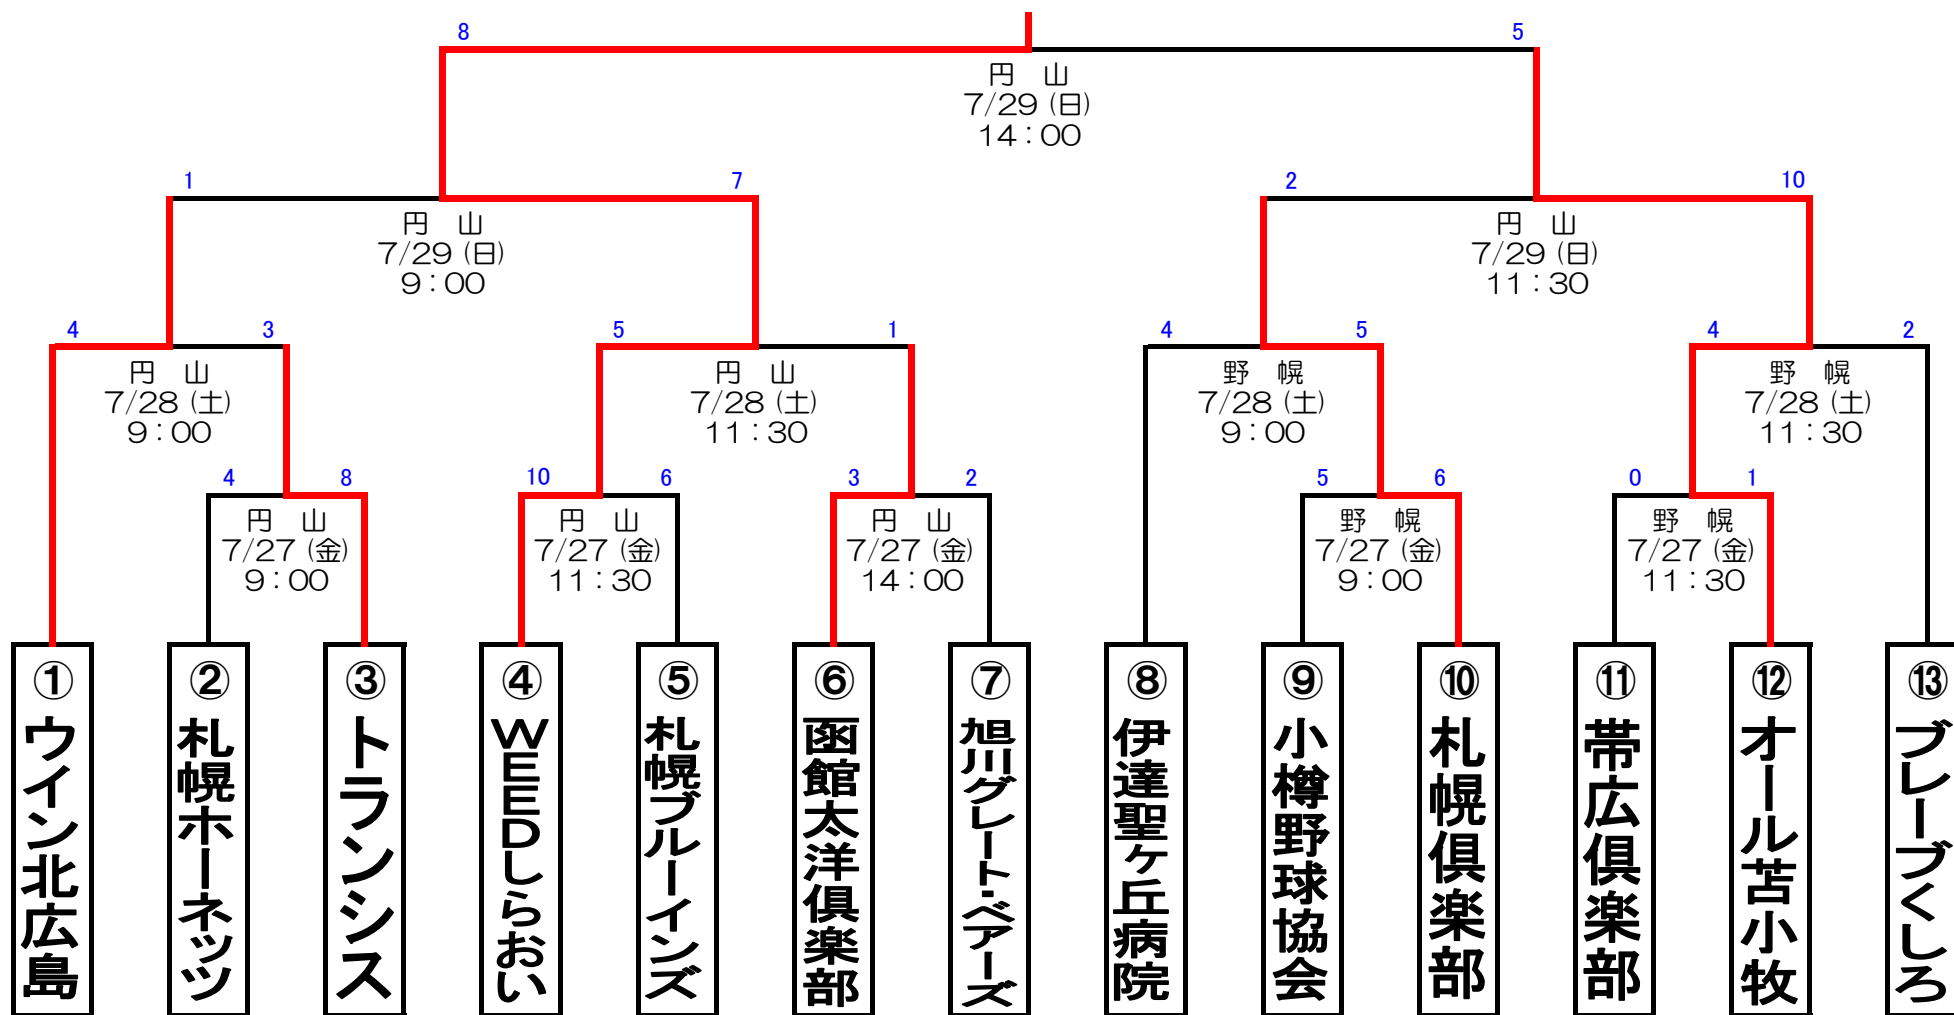 8
5
円　山
7/29 (日)
14：00
1
7
2
10
円　山
7/29 (日)
9：00
円　山
7/29 (日)
11：30
4
3
5
1
4
5
4
2
円　山
7/28 (土)
9：00
円　山
7/28 (土)
11：30
野　幌
7/28 (土)
9：00
野　幌
7/28 (土)
11：30
4
8
10
6
3
2
5
6
0
1
円　山
7/27 (金)
9：00
円　山
7/27 (金)
11：30
円　山
7/27 (金)
14：00
野　幌
7/27 (金)
9：00
野　幌
7/27 (金)
11：30
①ウイン北広島
②札幌ホーネッツ
③トランシス
④WEEDしらおい
⑤札幌ブルーインズ
⑥函館太洋倶楽部
⑦旭川グレート・ベアーズ
⑧伊達聖ヶ丘病院
⑨小樽野球協会
⑩札幌倶楽部
⑪帯広倶楽部
⑫オール苫小牧
⑬ブレーブくしろ